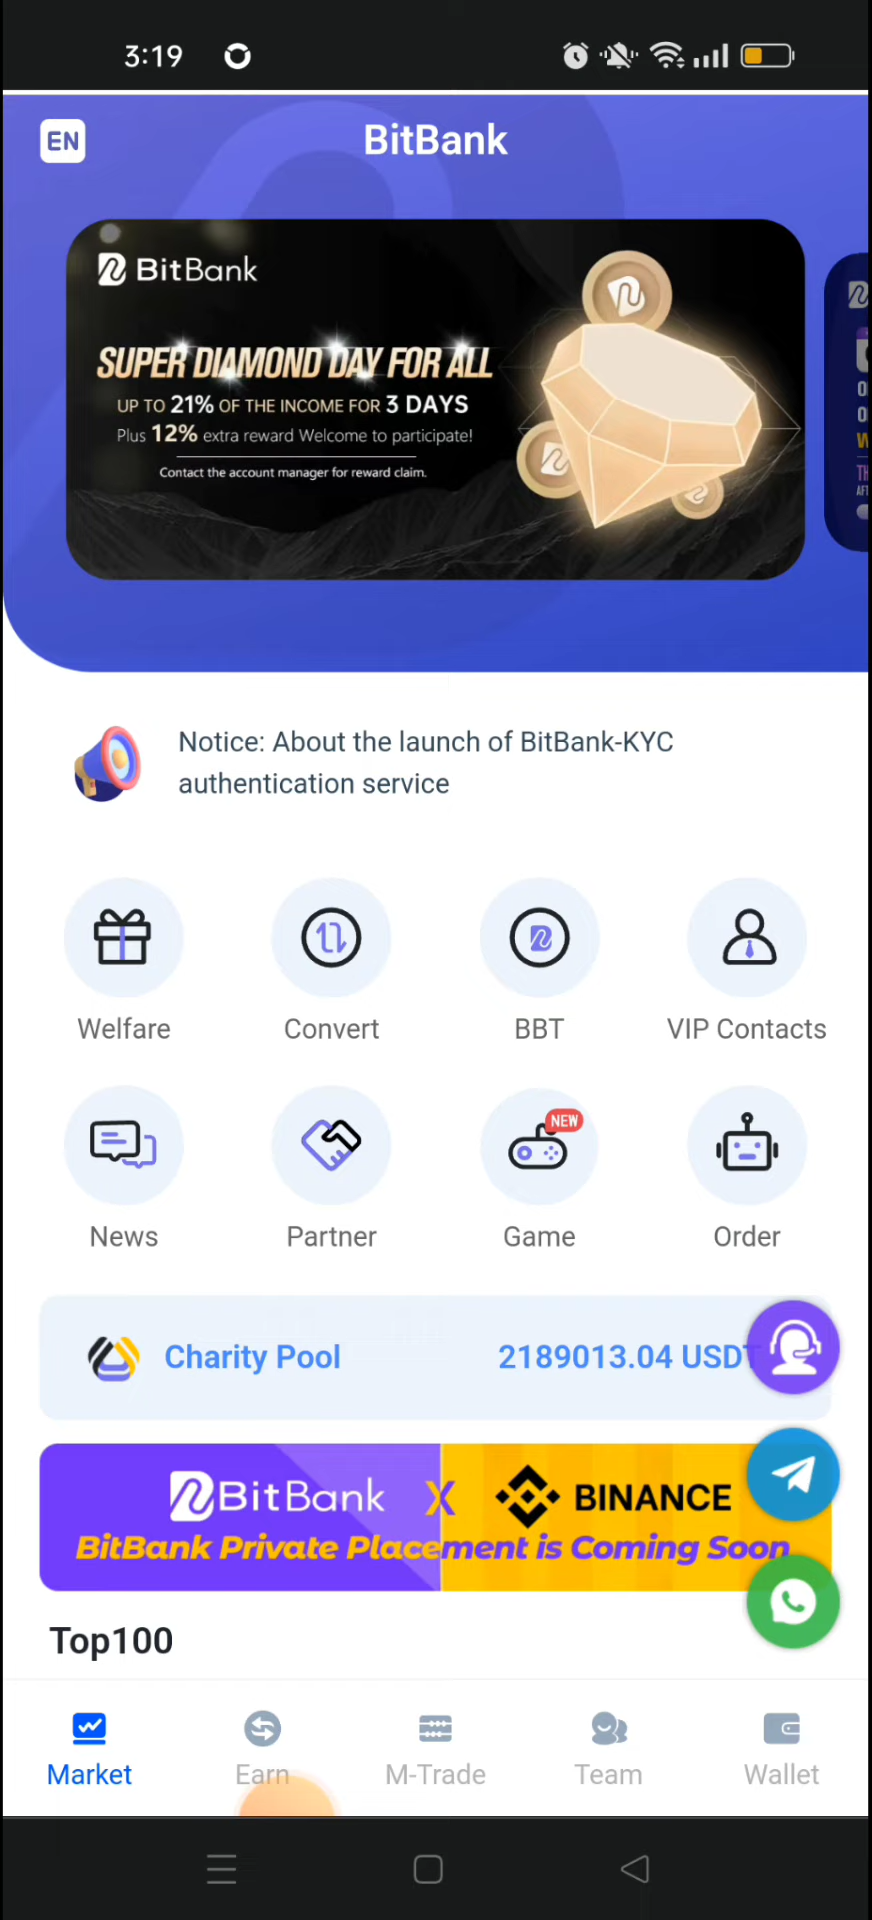 3:19
EN
BitBank
BitBank
SUPER DIAMOND DAY FOR ALL
UP TO 21% OF THE INCOME FOR 3 DAYS
Plus 12% extra reward Welcome to participate!
Contact the account manager for reward claim.
Notice: About the launch of BitBank-KYC
authentication service
Welfare
Convert
BBT
VIP Contacts
NEW
News
Partner
Game
Order
Charity Pool
2189013.04 USDT
BitBank X BINANCE
BitBank Private Placement is Coming Soon
Top100
Market
Earn
M-Trade
Team
Wallet